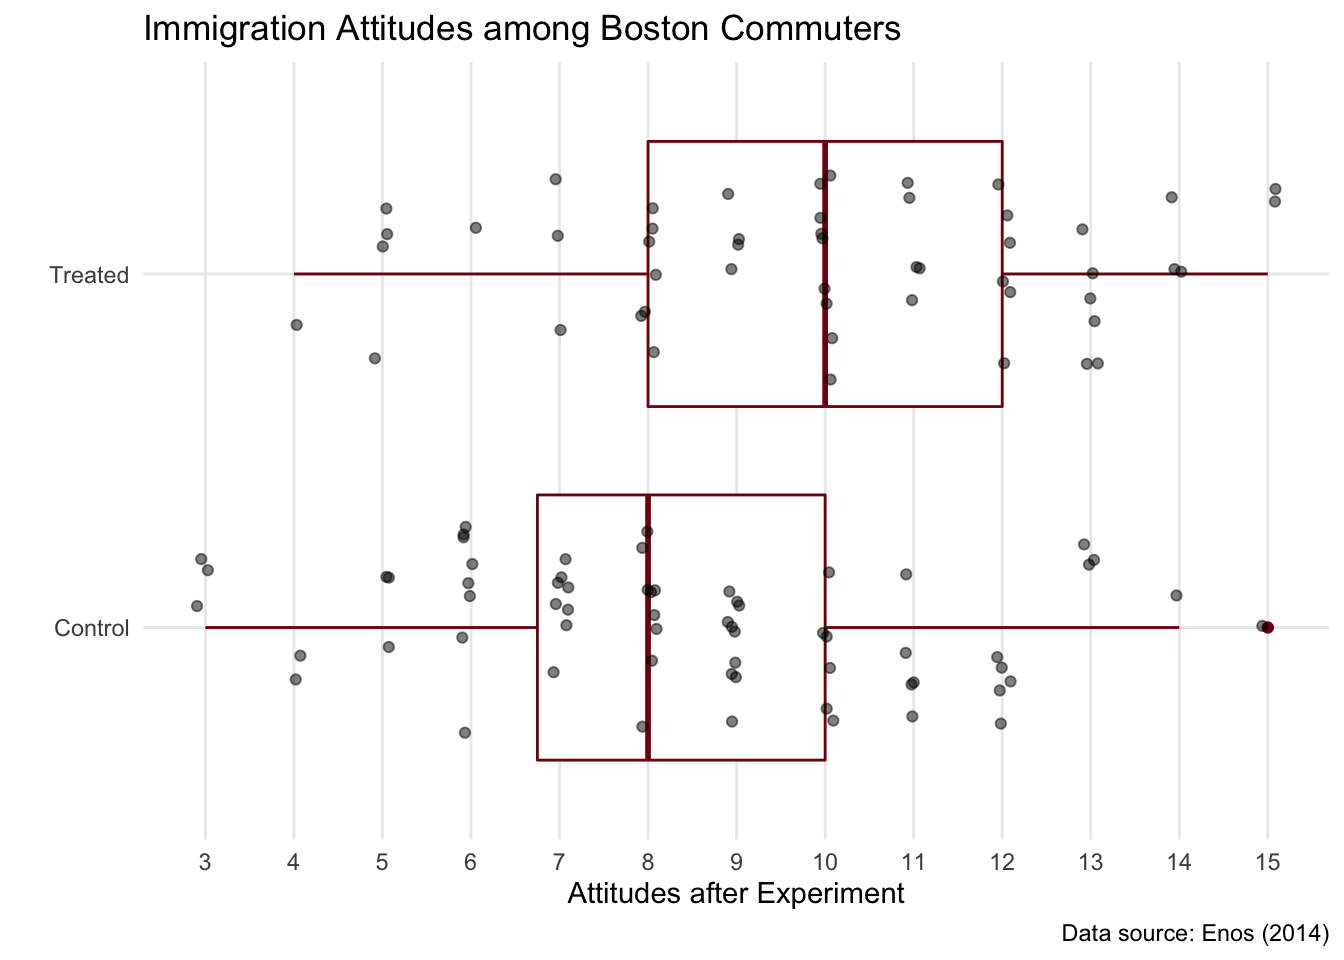 Immigration Attitudes among Boston Commuters
Treated
Control
3 4 5 6 7 8 9 10 11 12 13 14 15
Attitudes after Experiment
Data source: Enos (2014)